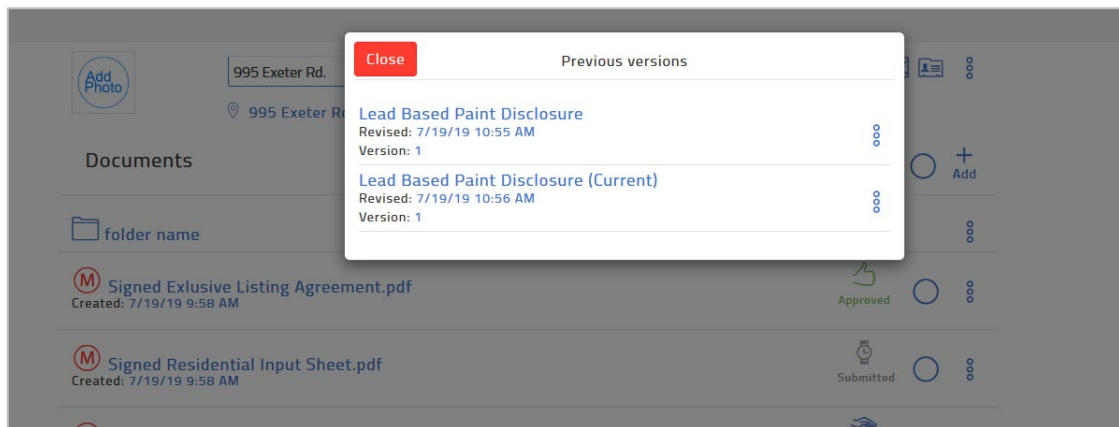 Close
Previous versions
Add
Photo
995 Exeter Rd.
995 Exeter
Lead Based Paint Disclosure
Revised: 7/19/19 10:55 AM
Version: 1
Lead Based Paint Disclosure (Current)
Revised: 7/19/19 10:56 AM
Version: 1
Documents
Add
folder name
M Signed Exlusive Listing Agreement.pdf
Created: 7/19/19 9:58 AM
Approved
M Signed Residential Input Sheet.pdf
Created: 7/19/19 9:58 AM
Submitted